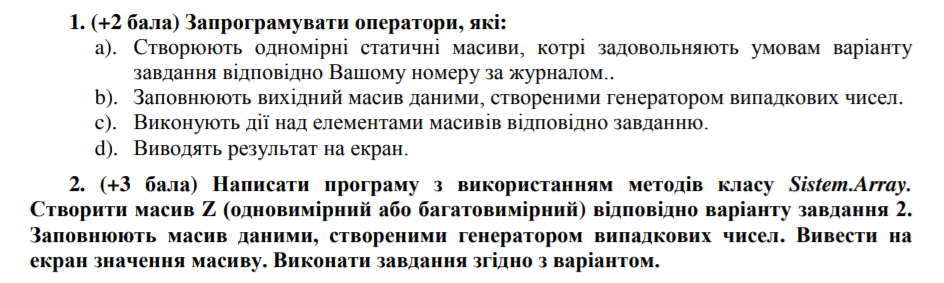 1. (+2 бала) Запрограмувати оператори, які:
a). Створюють одномірні статичні масиви, котрі задовольняють умовам варіанту
завдання відповідно Вашому номеру за журналом..
b). Заповнюють вихідний масив даними, створеними генератором випадкових чисел.
c). Виконують дії над елементами масивів відповідно завданню.
d). Виводять результат на екран.
2. (+3 бала) Написати програму з використанням методів класу Sistem.Array.
Створити масив Z (одновимірний або багатовимірний) відповідно варіанту завдання 2.
Заповнюють масив даними, створеними генератором випадкових чисел. Вивести на
екран значення масиву. Виконати завдання згідно з варіантом.